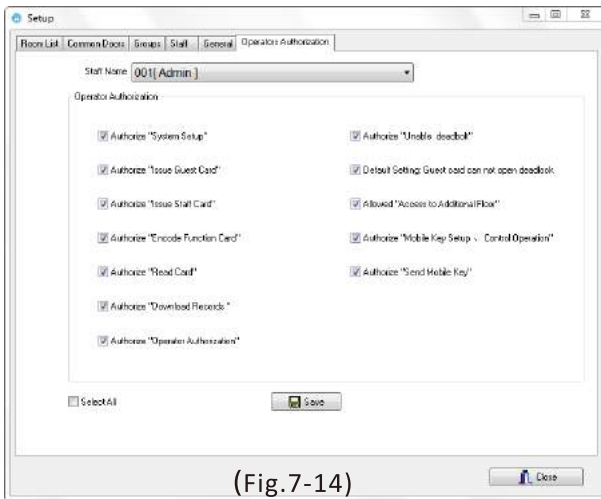 Setup
Room List Common Doors Groups Staff General Operators Authorization
Staff Name 001[ Admin ]
Operator Authorization
Authorize "System Setup"
Authorize "Unable deadbolt"
Authorize "Issue Guest Card"
Default Setting: Guest card can not open deadlock
Authorize "Issue Staff Card"
Allowed "Access to Additional Floor"
Authorize "Encode Function Card"
Authorize "Mobile Key Setup 、 Control Operation"
Authorize "Read Card"
Authorize "Send Mobile Key"
Authorize "Download Records "
Authorize "Operator Authorization"
Select All
Save
Close
(Fig.7-14)